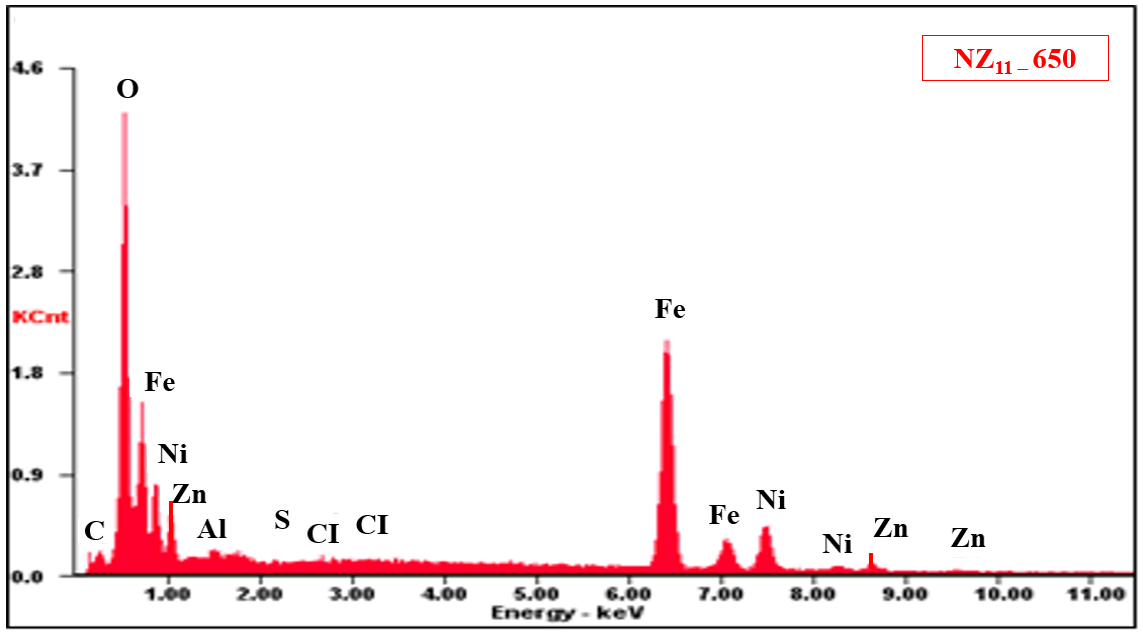 NZ11 – 650
4.6
O
3.7
2.8
KCnt
Fe
1.8
Fe
Ni
0.9
Zn
C
Al
S
CI
CI
Fe
Ni
Ni
Zn
Zn
0.0
1.00 2.00 3.00 4.00 5.00 6.00 7.00 8.00 9.00 10.00 11.00
Energy - keV